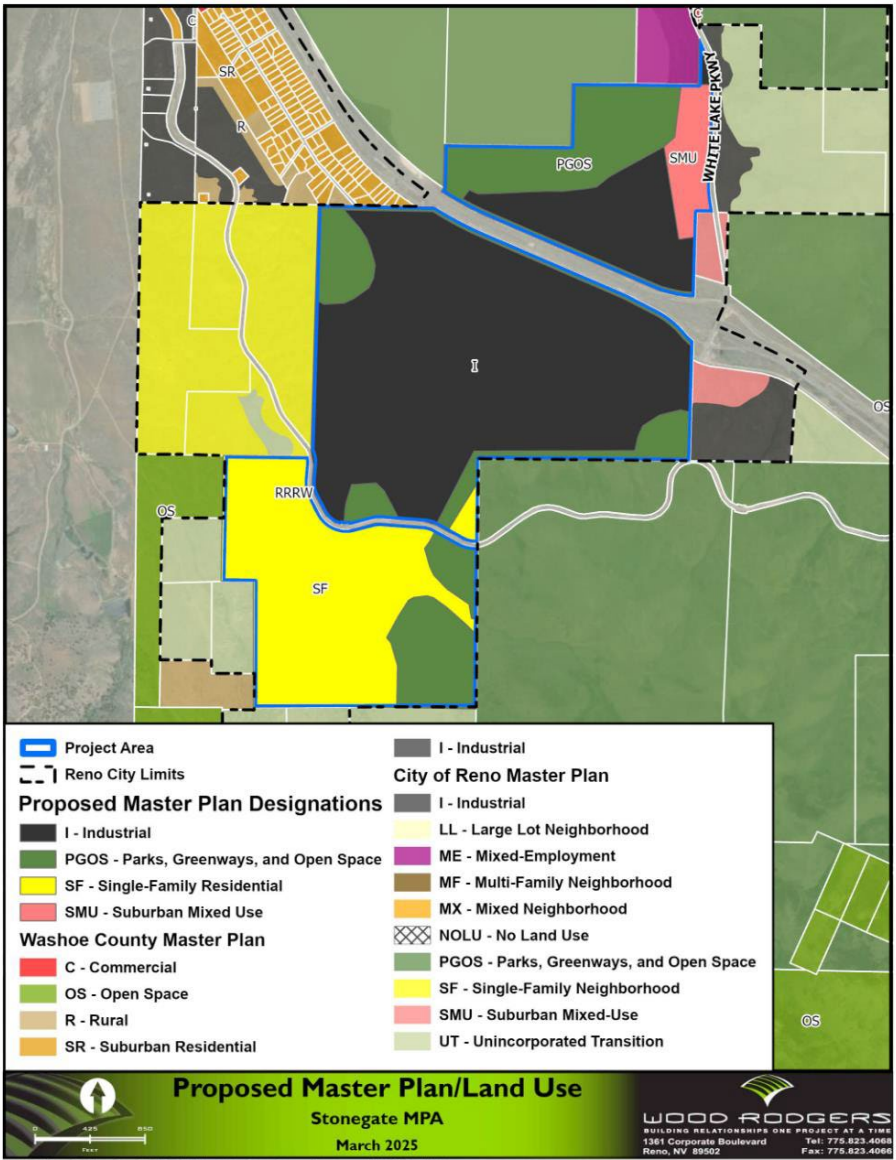 C
C
SR
R
WHITE LAKE PKWY
PGOS
SMU
I
OS
RRRW
OS
SF
OS
Project Area
Reno City Limits
Proposed Master Plan Designations
I - Industrial
PGOS - Parks, Greenways, and Open Space
SF - Single-Family Residential
SMU - Suburban Mixed Use
Washoe County Master Plan
C - Commercial
OS - Open Space
R - Rural
SR - Suburban Residential
I - Industrial
City of Reno Master Plan
I - Industrial
LL - Large Lot Neighborhood
ME - Mixed-Employment
MF - Multi-Family Neighborhood
MX - Mixed Neighborhood
NOLU - No Land Use
PGOS - Parks, Greenways, and Open Space
SF - Single-Family Neighborhood
SMU - Suburban Mixed-Use
UT - Unincorporated Transition
0 425 850
FEET
Proposed Master Plan/Land Use
Stonegate MPA
March 2025
WOOD RODGERS
BUILDING RELATIONSHIPS ONE PROJECT AT A TIME
1361 Corporate Boulevard Tel: 775.823.4068
Reno, NV 89502 Fax: 775.823.4068